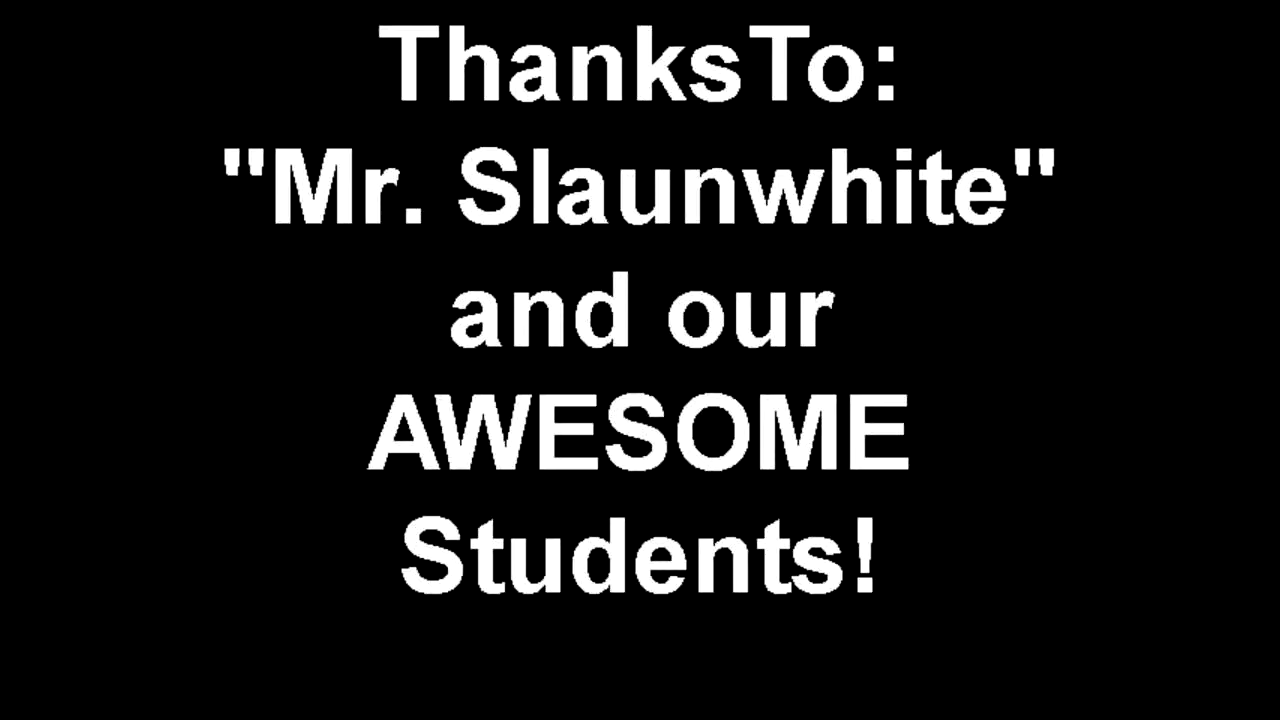 ThanksTo:
"Mr. Slaunwhite"
and our
AWESOME
Students!